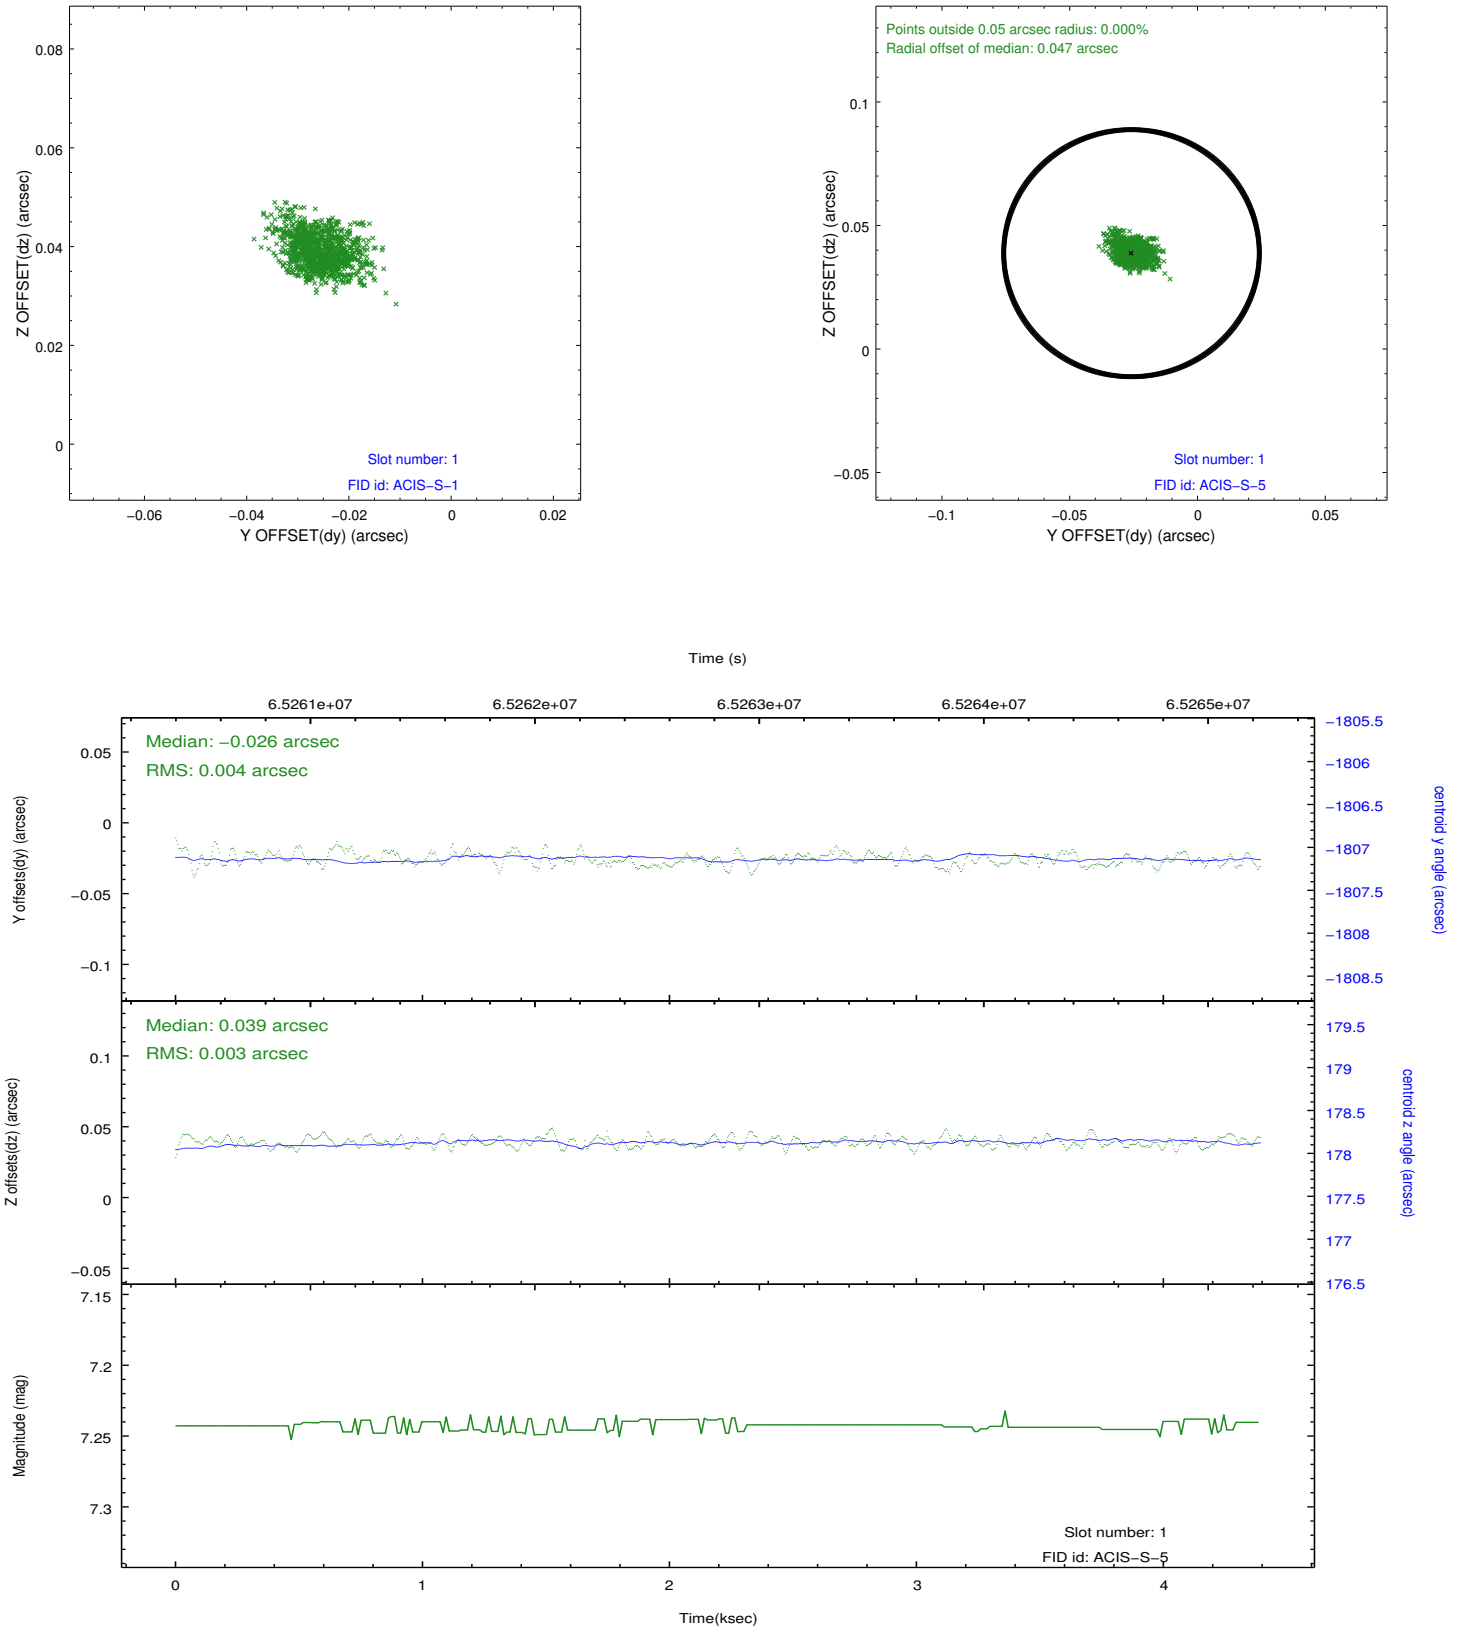 0.08
0.06
0.04
0.02
0
Z OFFSET(dz) (arcsec)
−0.06 −0.04 −0.02 0 0.02
Y OFFSET(dy) (arcsec)
Slot number: 1
FID id: ACIS−S−1
Points outside 0.05 arcsec radius: 0.000%
Radial offset of median: 0.047 arcsec
0.1
0.05
0
−0.05
Z OFFSET(dz) (arcsec)
−0.1 −0.05 0 0.05
Y OFFSET(dy) (arcsec)
Slot number: 1
FID id: ACIS−S−5
Time (s)
6.5261e+07 6.5262e+07 6.5263e+07 6.5264e+07 6.5265e+07
Median: −0.026 arcsec
RMS: 0.004 arcsec
0.05
0
−0.05
−0.1
Y offsets(dy) (arcsec)
−1805.5
−1806
−1806.5
−1807
−1807.5
−1808
−1808.5
centroid y angle (arcsec)
Median: 0.039 arcsec
RMS: 0.003 arcsec
0.1
0.05
0
−0.05
Z offsets(dz) (arcsec)
179.5
179
178.5
178
177.5
177
176.5
centroid z angle (arcsec)
7.15
7.2
7.25
7.3
Magnitude (mag)
Slot number: 1
FID id: ACIS−S−5
0 1 2 3 4
Time(ksec)